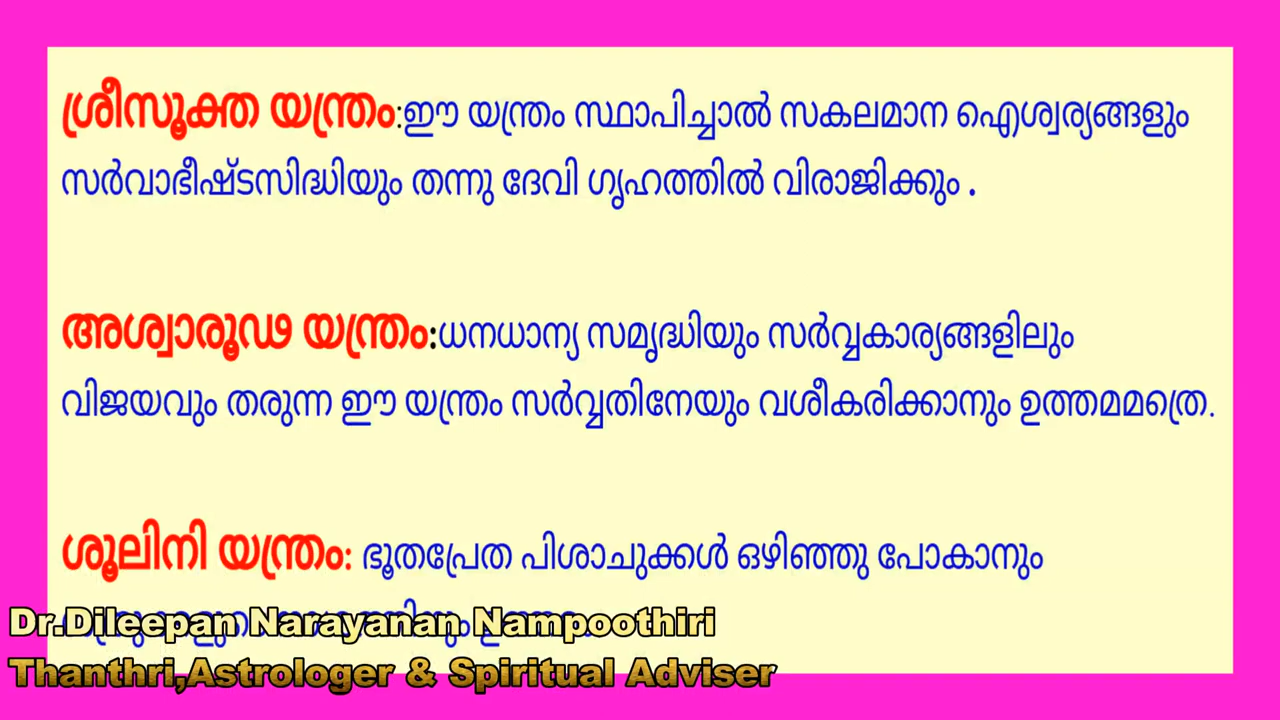 ശ്രീസൂക്ത യന്ത്രം:ഈ യന്ത്രം സ്ഥാപിച്ചാൽ സകലമാന ഐശ്വര്യങ്ങളും
സർവാഭീഷ്ടസിദ്ധിയും തന്നു ദേവി ഗൃഹത്തിൽ വിരാജിക്കും .
അശ്വാരൂഢ യന്ത്രം:ധനധാന്യ സമൃദ്ധിയും സർവ്വകാര്യങ്ങളിലും
വിജയവും തരുന്ന ഈ യന്ത്രം സർവ്വതിനേയും വശീകരിക്കാനും ഉത്തമമത്രെ.
ശൂലിനി യന്ത്രം: ഭൂതപ്രേത പിശാചുക്കൾ ഒഴിഞ്ഞു പോകാനും
Dr.Dileepan Narayanan Nampoothiri
Thanthri,Astrologer & Spiritual Adviser